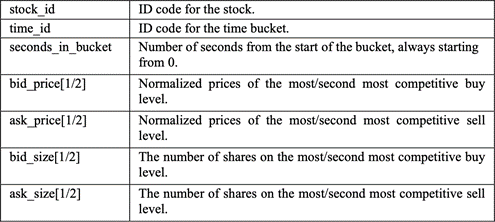 stock_id ID code for the stock.
time_id ID code for the time bucket.
seconds_in_bucket Number of seconds from the start of the bucket, always starting
from 0.
bid_price[1/2] Normalized prices of the most/second most competitive buy
level.
ask_price[1/2] Normalized prices of the most/second most competitive sell
level.
bid_size[1/2] The number of shares on the most/second most competitive buy
level.
ask_size[1/2] The number of shares on the most/second most competitive sell
level.